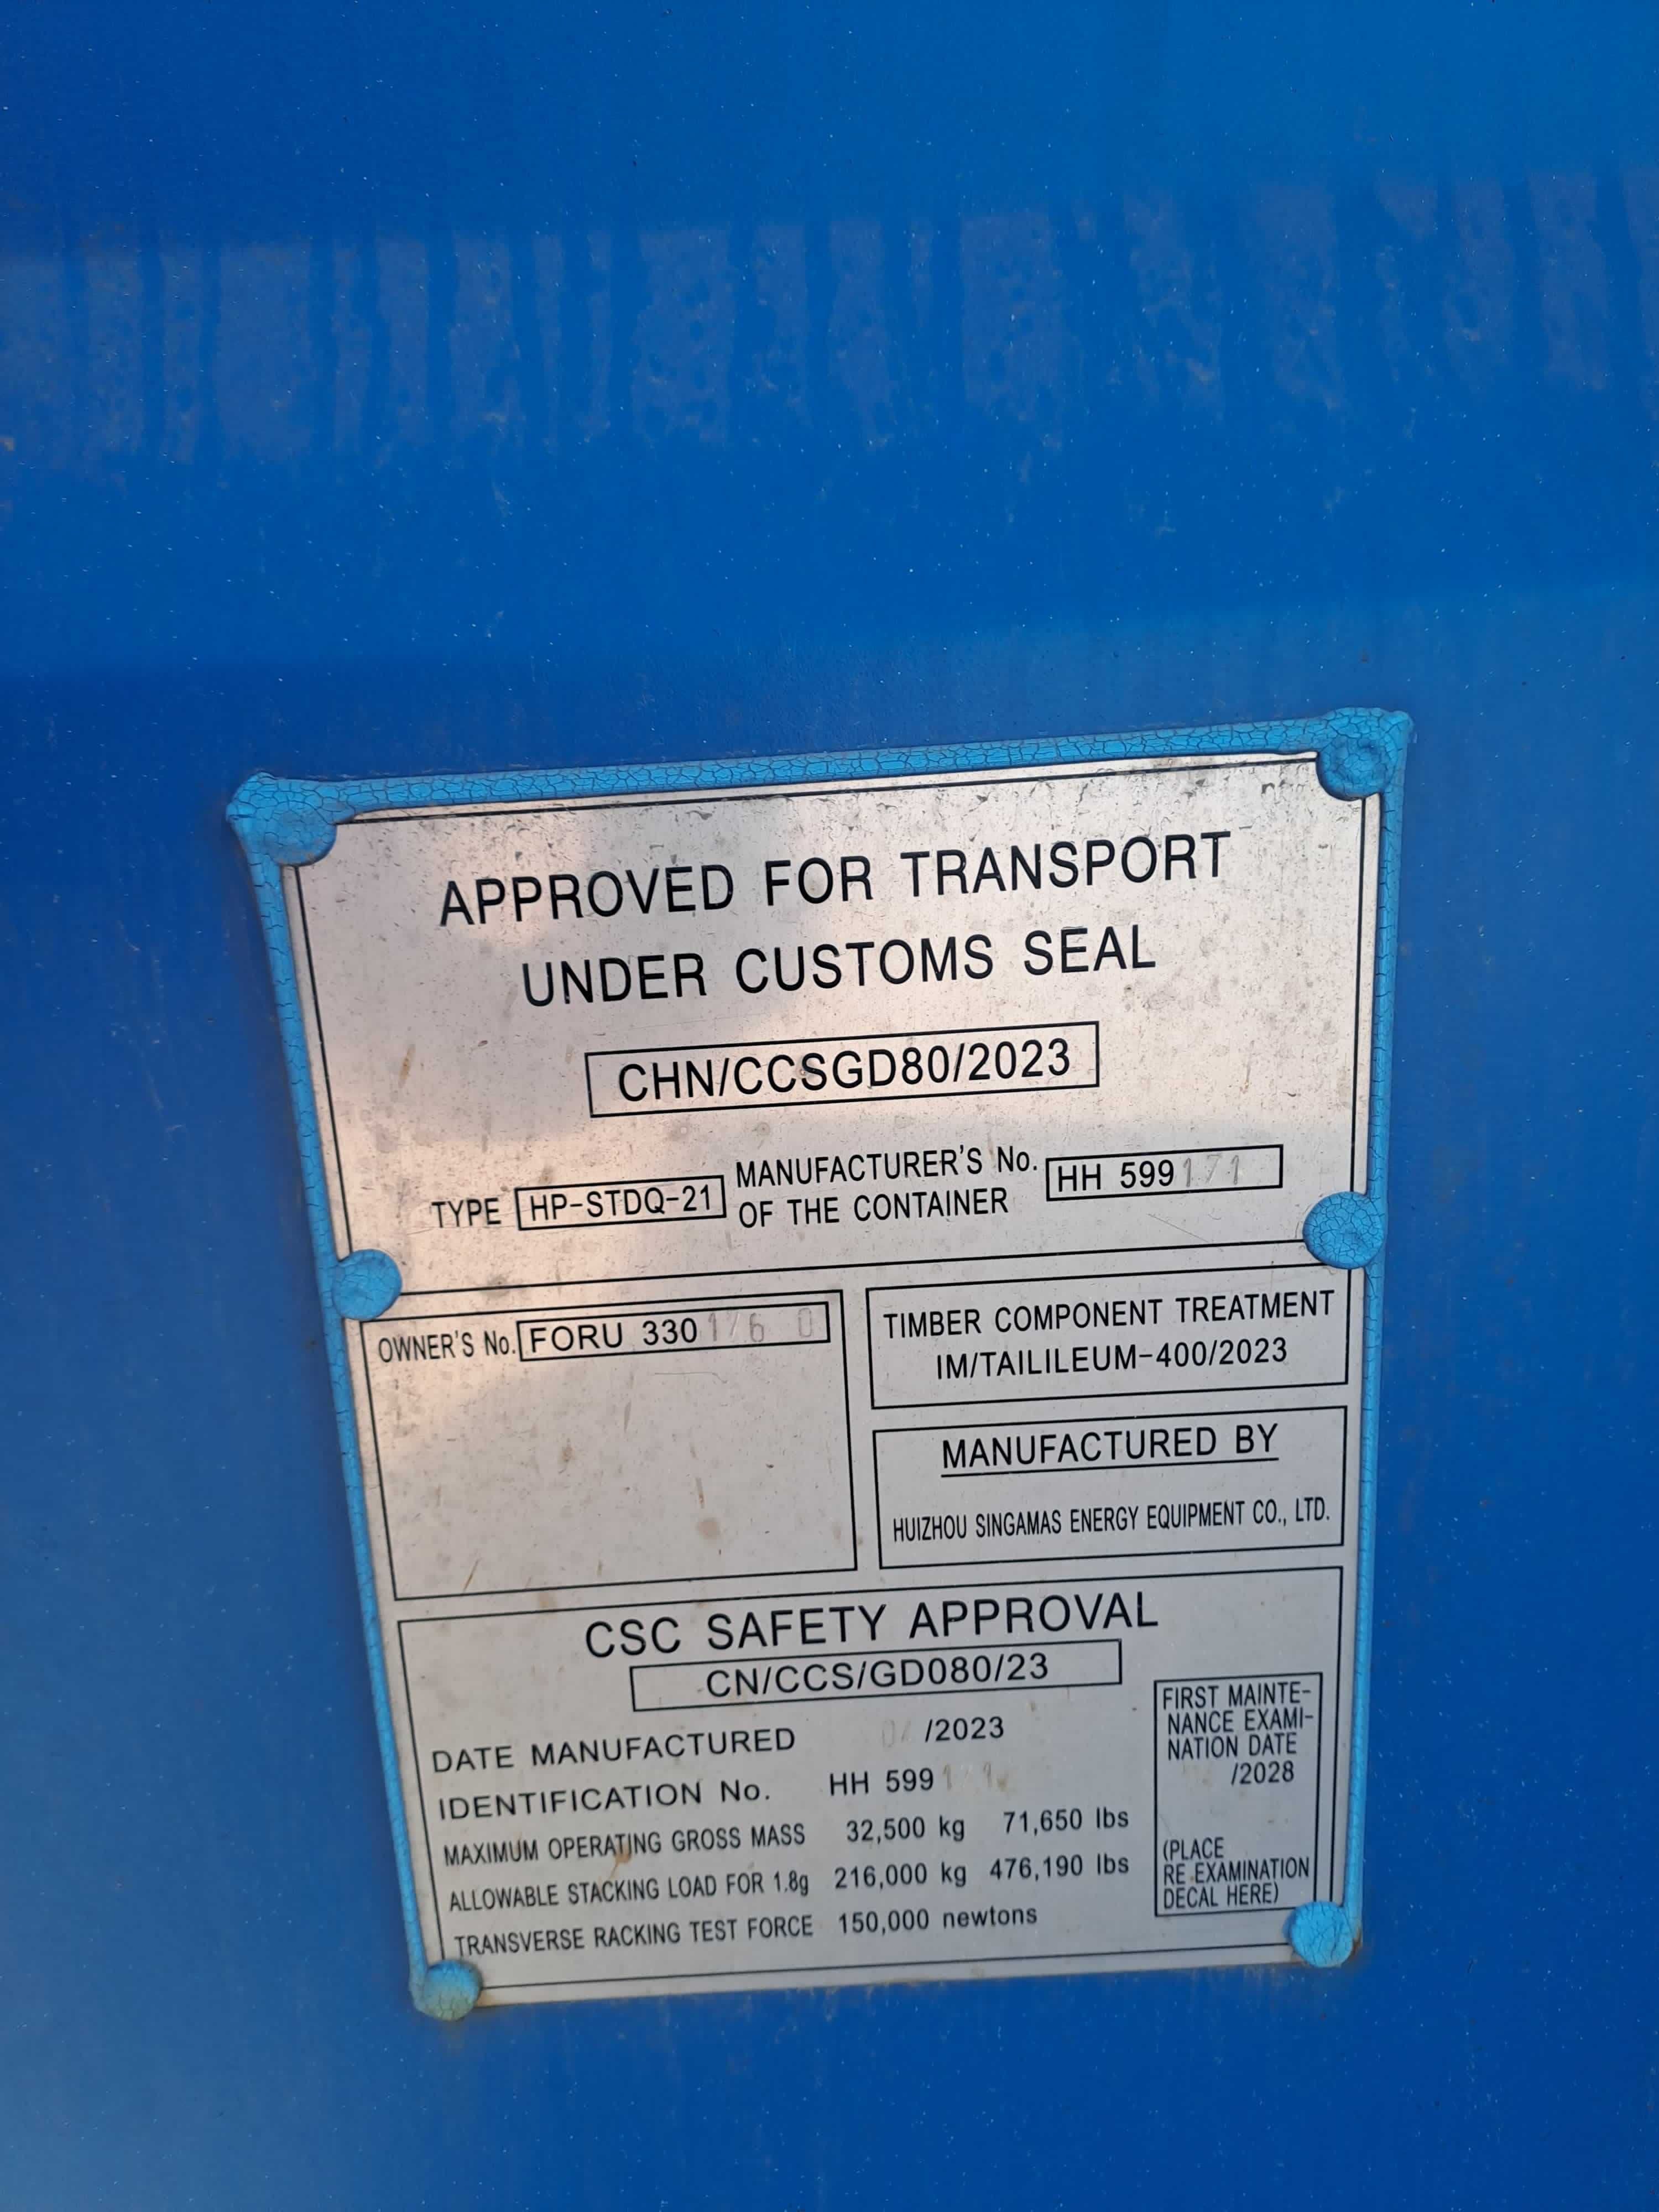 APPROVED FOR TRANSPORT
UNDER CUSTOMS SEAL
CHN/CCSGD80/2023
TYPE HP-STDQ-21
MANUFACTURER'S No.
OF THE CONTAINER
HH 599171
OWNER'S No. FORU 330176 0
TIMBER COMPONENT TREATMENT
IM/TAILILEUM-400/2023
MANUFACTURED BY
HUIZHOU SINGAMAS ENERGY EQUIPMENT CO., LTD.
CSC SAFETY APPROVAL
CN/CCS/GD080/23
DATE MANUFACTURED /2023
IDENTIFICATION No. HH 599
MAXIMUM OPERATING GROSS MASS 32,500 kg 71,650 lbs
ALLOWABLE STACKING LOAD FOR 1.8g 216,000 kg 476,190 lbs
TRANSVERSE RACKING TEST FORCE 150,000 newtons
FIRST MAINTE-
NANCE EXAMI-
NATION DATE
/2028
(PLACE
RE-EXAMINATION
DECAL HERE)